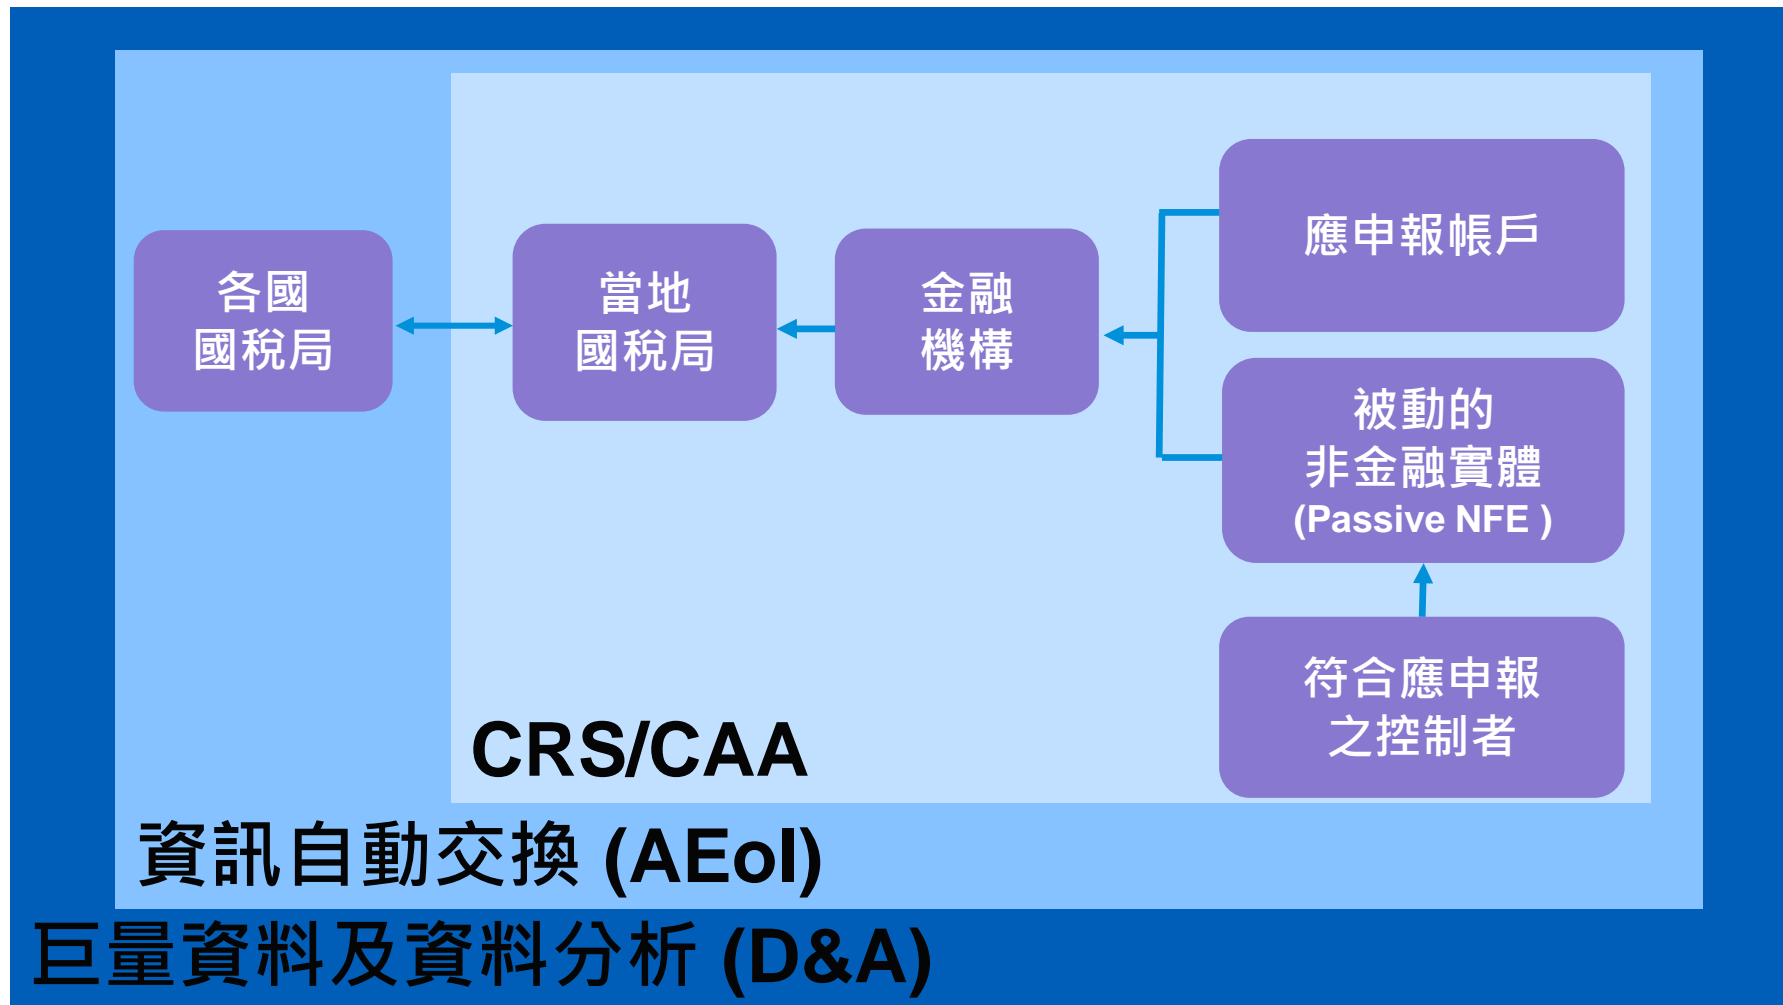 各國
國稅局
當地
國稅局
金融
機構
應申報帳戶
被動的
非金融實體
(Passive NFE )
符合應申報
之控制者
CRS/CAA
資訊自動交換 (AEoI)
巨量資料及資料分析 (D&A)